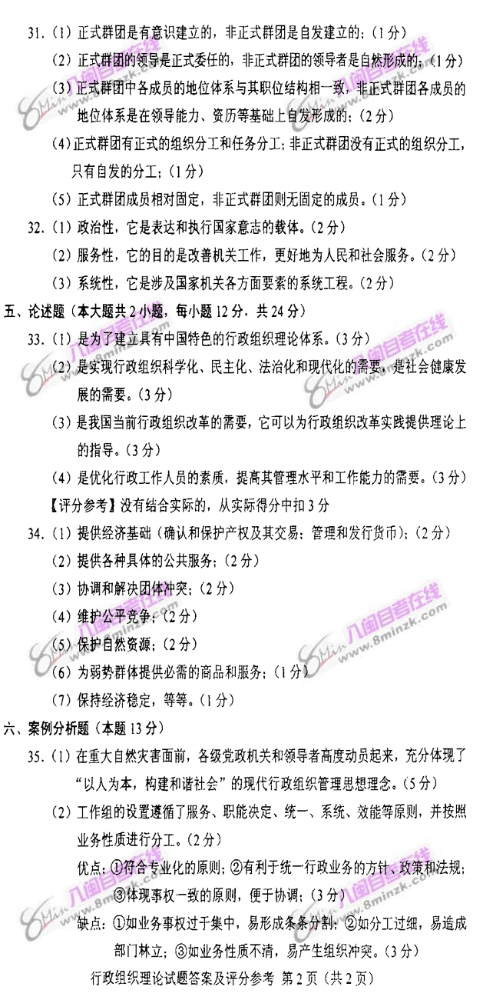 31.（1）正式群团是有意识建立的，非正式群团是自发建立的；（1分）
（2）正式群团的领导是正式委任的，非正式群团的领导者是自然形成的；（1分）
（3）正式群团中各成员的地位体系与其职位结构相一致，非正式群团各成员的
地位体系是在领导能力、资历等基础上自发形成的；（2分）
（4）正式群团有正式的组织分工和任务分工；非正式群团没有正式的组织分工，
只有自发的分工；（1分）
（5）正式群团成员相对固定，非正式群团则无固定的成员。（1分）
32.（1）政治性，它是表达和执行国家意志的载体。（2分）
（2）服务性，它的目的是改善机关工作，更好地为人民和社会服务。（2分）
（3）系统性，它是涉及国家机关各方面要素的系统工程。（2分）
五、论述题（本大题共2小题，每小题12分，共24分）
33.（1）是为了建立具有中国特色的行政组织理论体系。（3分）
（2）是实现行政组织科学化、民主化、法治化和现代化的需要，是社会健康发
展的需要。（3分）
（3）是我国当前行政组织改革的需要，它可以为行政组织改革实践提供理论上
的指导。（3分）
（4）是优化行政工作人员的素质，提高其管理水平和工作能力的需要。（3分）
【评分参考】没有结合实际的，从实际得分中扣3分
34.（1）提供经济基础（确认和保护产权及其交易；管理和发行货币）；（2分）
（2）提供各种具体的公共服务；（2分）
（3）协调和解决团体冲突；（2分）
（4）维护公平竞争；（2分）
（5）保护自然资源；（2分）
（6）为弱势群体提供必需的商品和服务；（1分）
（7）保持经济稳定，等等。（1分）
六、案例分析题（本题13分）
35.（1）在重大自然灾害面前，各级党政机关和领导者高度动员起来，充分体现了
“以人为本，构建和谐社会”的现代行政组织管理思想理念。（5分）
（2）工作组的设置遵循了服务、职能决定、统一、系统、效能等原则，并按照
业务性质进行分工。（2分）
优点：①符合专业化的原则；②有利于统一行政业务的方针、政策和法规；
③体现事权一致的原则，便于协调；（3分）
缺点：①如业务事权过于集中，易形成条条分割；②如分工过细，易造成
部门林立；③如业务性质不清，易产生组织冲突。（3分）
行政组织理论试题答案及评分参考 第2页（共2页）
8Min 八闽自考在线
www.8minzk.com